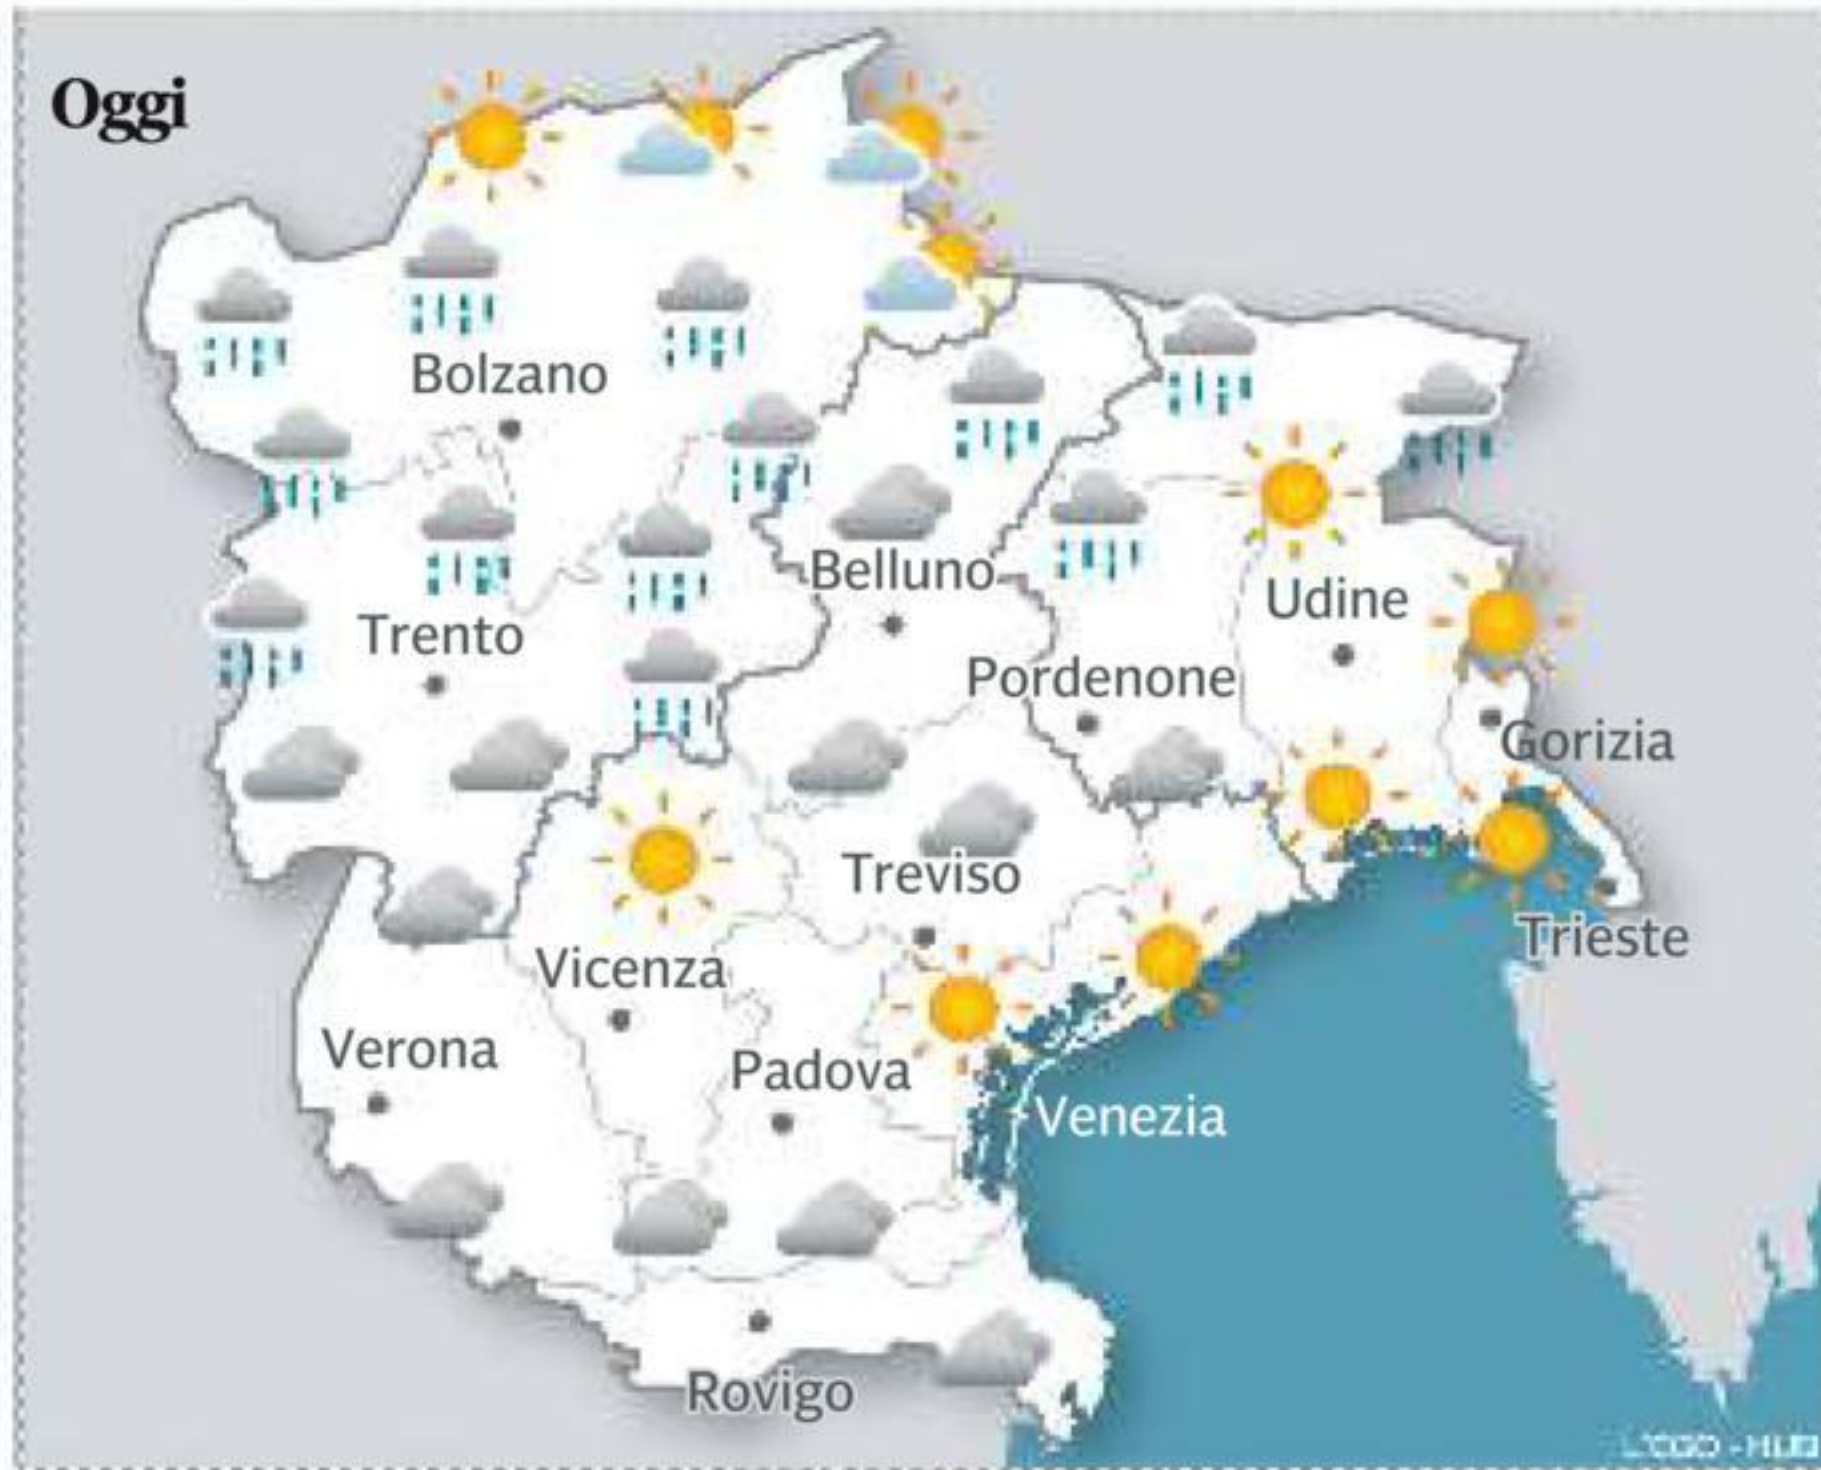 Oggi
Bolzano
Belluno
Udine
Trento
Pordenone
Gorizia
Treviso
Trieste
Vicenza
Verona
Padova
Venezia
Rovigo